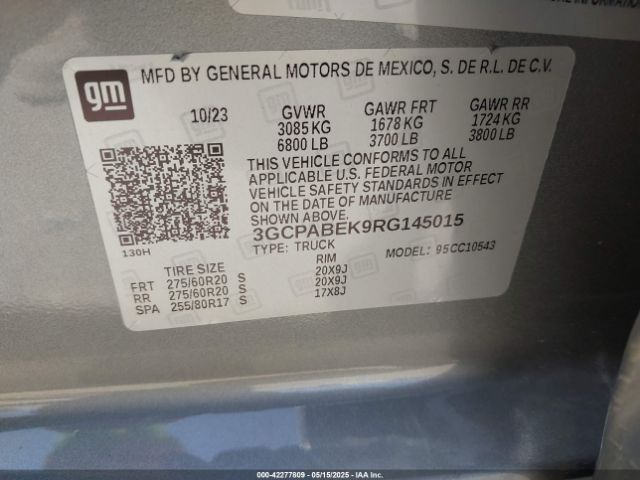 gm
MFD BY GENERAL MOTORS DE MEXICO, S. DE R.L. DE C.V.
10/23 GVWR GAWR FRT GAWR RR
3085 KG 1678 KG 1724 KG
6800 LB 3700 LB 3800 LB
THIS VEHICLE CONFORMS TO ALL
APPLICABLE U.S. FEDERAL MOTOR
VEHICLE SAFETY STANDARDS IN EFFECT
ON THE DATE OF MANUFACTURE
SHOWN ABOVE.
3GCPABEK9RG145015
130H
TYPE: TRUCK MODEL: 95CC10543
TIRE SIZE RIM
FRT 275/60R20 S 20X9J
RR 275/60R20 S 20X9J
SPA 255/80R17 S 17X8J
000-42277809 - 05/15/2025 - IAAI.COM